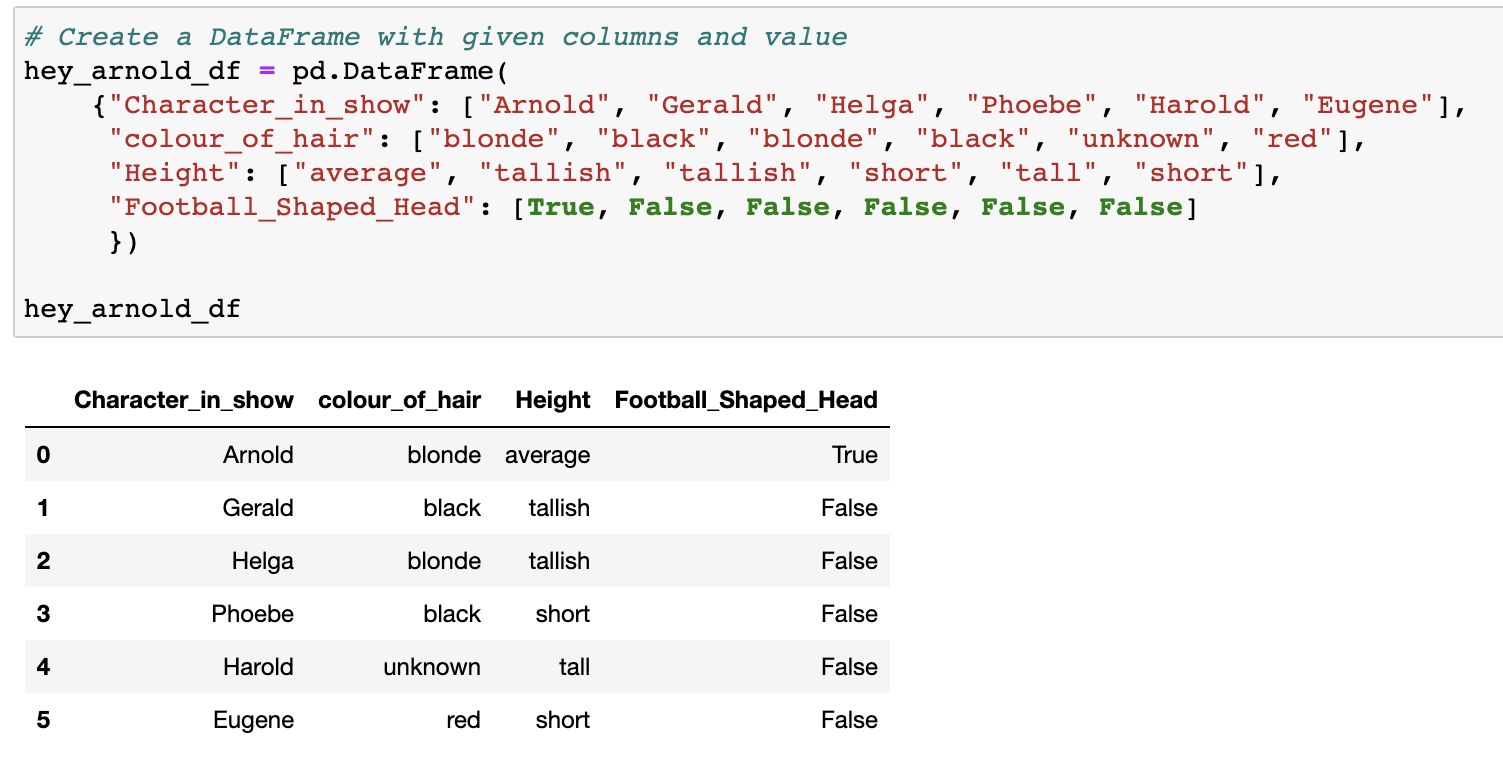 # Create a DataFrame with given columns and value
hey_arnold_df = pd.DataFrame(
    {"Character_in_show": ["Arnold", "Gerald", "Helga", "Phoebe", "Harold", "Eugene"],
     "colour_of_hair": ["blonde", "black", "blonde", "black", "unknown", "red"],
     "Height": ["average", "tallish", "tallish", "short", "tall", "short"],
     "Football_Shaped_Head": [True, False, False, False, False, False]
     })
hey_arnold_df
Character_in_show colour_of_hair Height Football_Shaped_Head
0 Arnold blonde average True
1 Gerald black tallish False
2 Helga blonde tallish False
3 Phoebe black short False
4 Harold unknown tall False
5 Eugene red short False